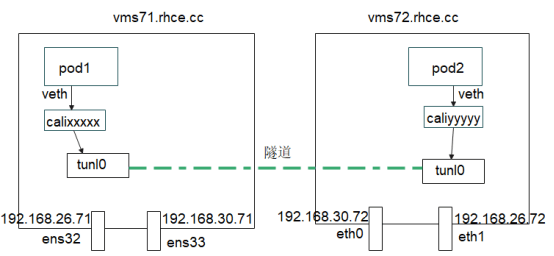 vms71.rhce.cc
vms72.rhce.cc
pod1
pod2
veth
veth
calixxxxx
caliyyyyy
隧道
tunl0
tunl0
192.168.26.71
192.168.30.71
192.168.30.72
192.168.26.72
ens32
ens33
eth0
eth1